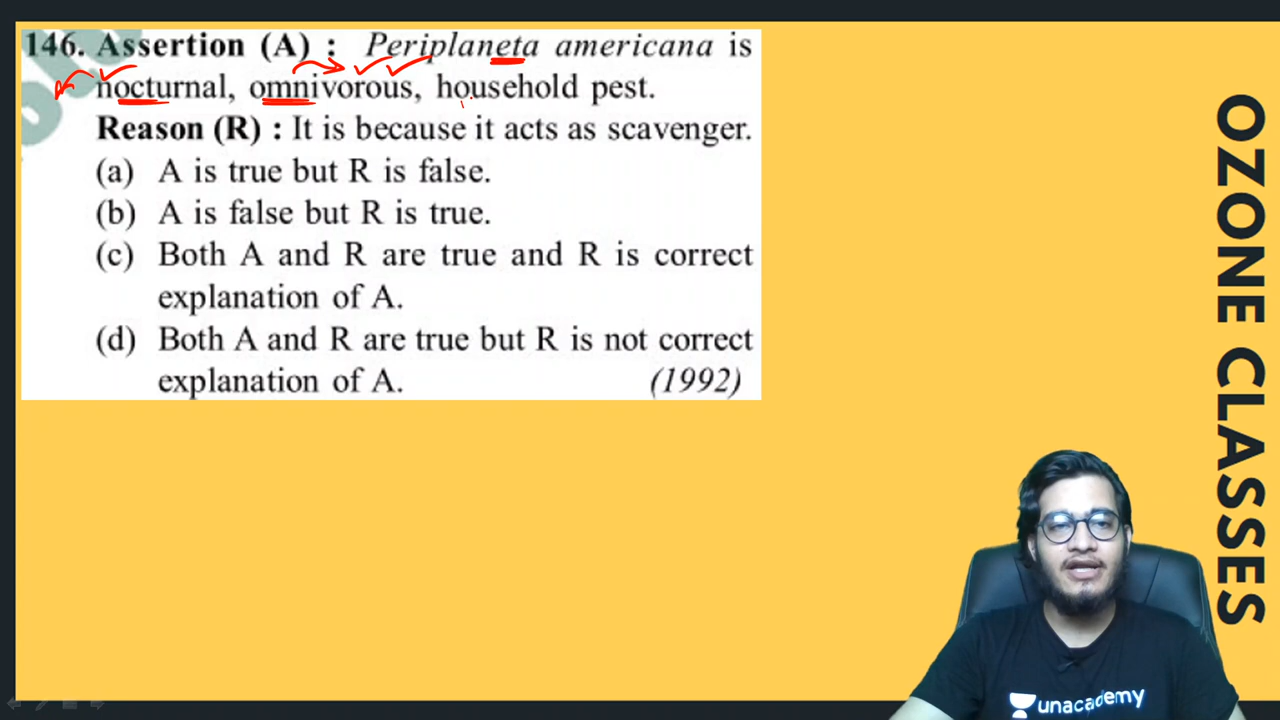 146. Assertion (A) : Periplaneta americana is
nocturnal, omnivorous, household pest.
Reason (R) : It is because it acts as scavenger.
(a) A is true but R is false.
(b) A is false but R is true.
(c) Both A and R are true and R is correct
explanation of A.
(d) Both A and R are true but R is not correct
explanation of A. (1992)
OZONE CLASSES
unacademy